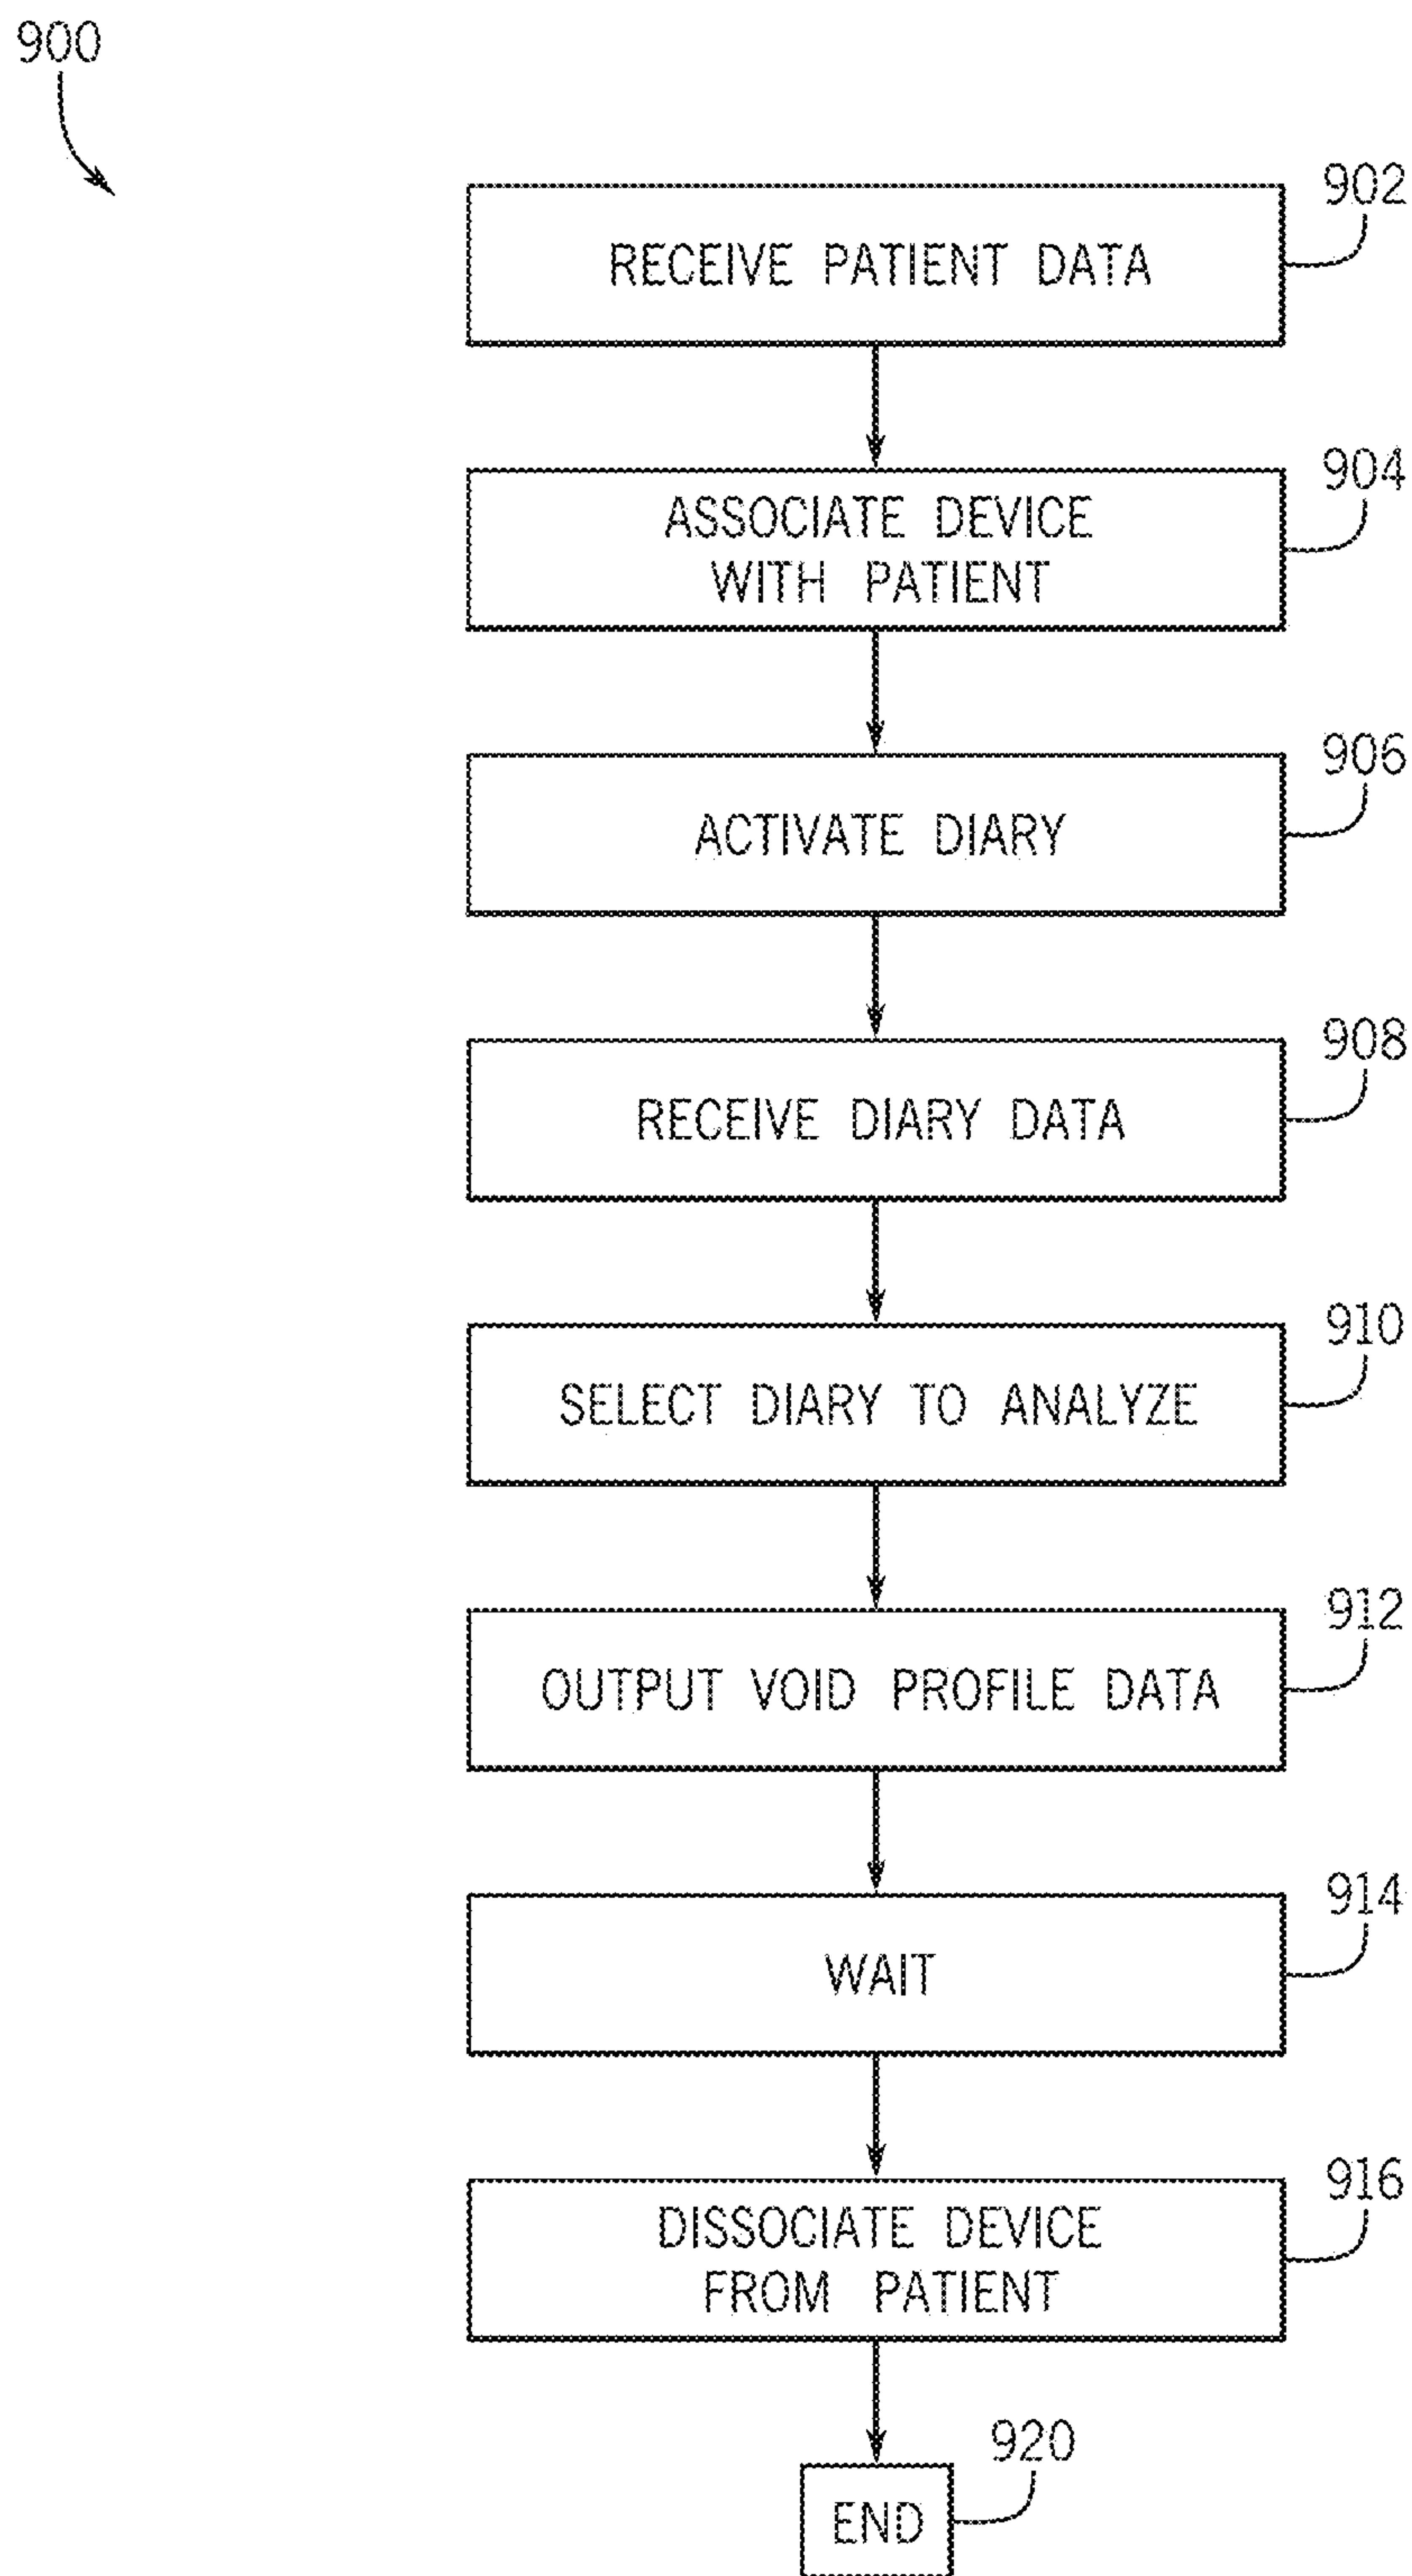 900
902
RECEIVE PATIENT DATA
904
ASSOCIATE DEVICE
WITH PATIENT
906
ACTIVATE DIARY
908
RECEIVE DIARY DATA
910
SELECT DIARY TO ANALYZE
912
OUTPUT VOID PROFILE DATA
914
WAIT
916
DISSOCIATE DEVICE
FROM PATIENT
920
END